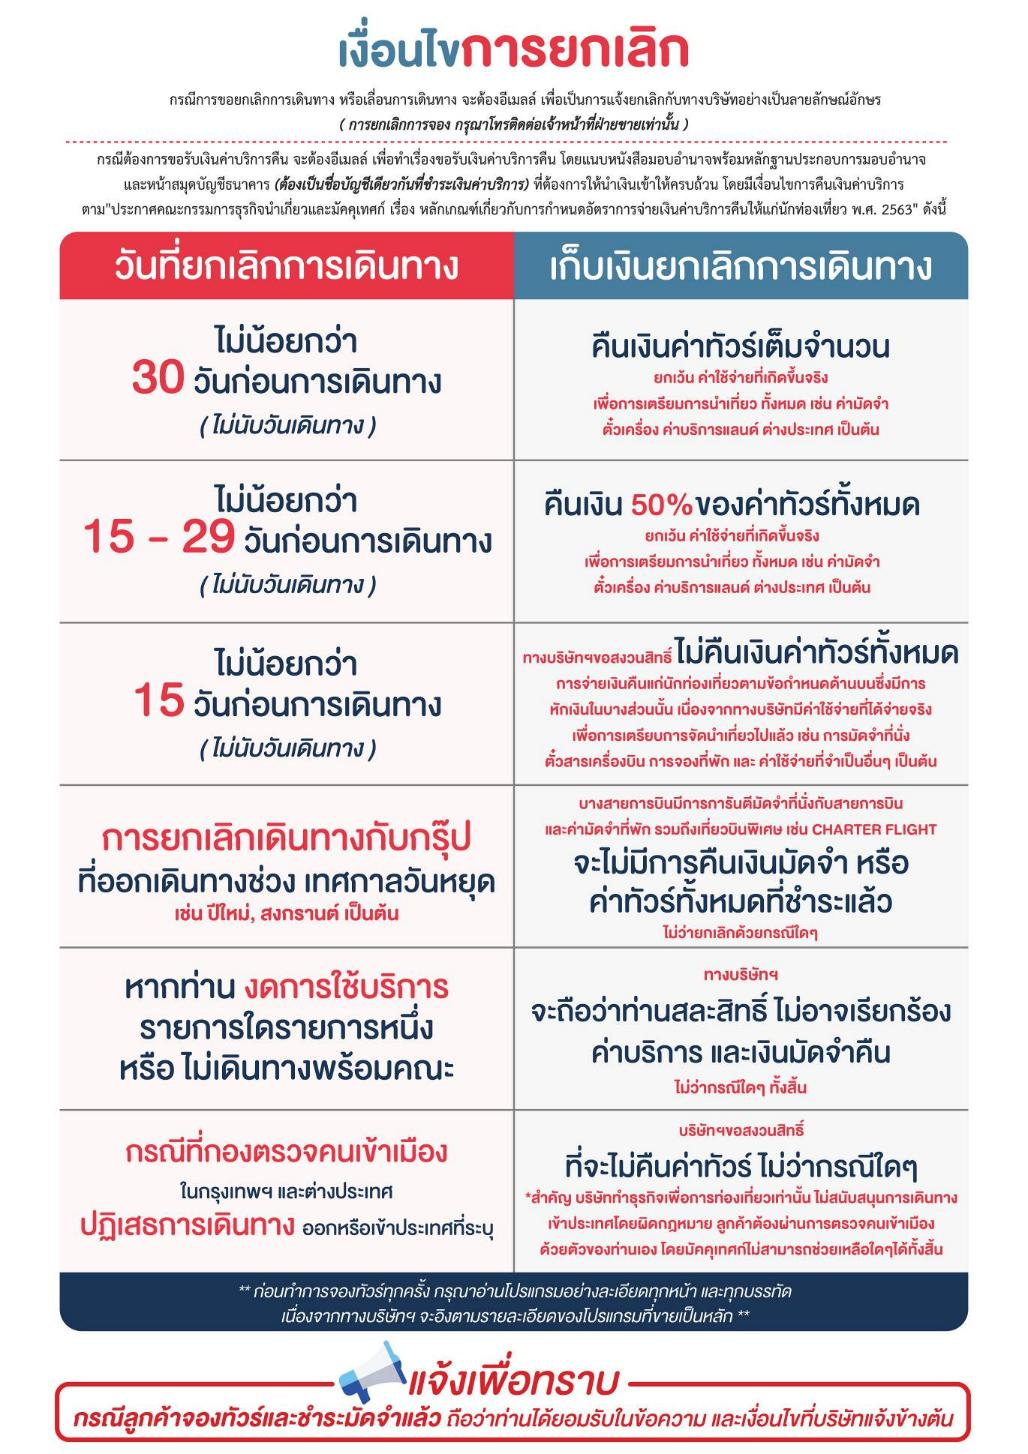 เงื่อนไขการยกเลิก
กรณีการขอยกเลิกการเดินทาง หรือเลื่อนการเดินทาง จะต้องอีเมลล์ เพื่อเป็นการแจ้งยกเลิกกับทางบริษัทอย่างเป็นลายลักษณ์อักษร
( การยกเลิกการจอง กรุณาโทรติดต่อเจ้าหน้าที่ฝ่ายขายเท่านั้น )
กรณีต้องการขอรับเงินค่าบริการคืน จะต้องอีเมลล์ เพื่อทำเรื่องขอรับเงินค่าบริการคืน โดยแนบหนังสือมอบอำนาจพร้อมหลักฐานประกอบการมอบอำนาจ
และหน้าสมุดบัญชีธนาคาร (ต้องเป็นชื่อบัญชีเดียวกันที่ชำระเงินค่าบริการ) ที่ต้องการให้นำเงินเข้าให้ครบถ้วน โดยมีเงื่อนไขการคืนเงินค่าบริการ
ตาม"ประกาศคณะกรรมการธุรกิจนำเกี่ยวและมัคคุเทศก์ เรื่อง หลักเกณฑ์เกี่ยวกับการกำหนดอัตราการจ่ายเงินค่าบริการคืนให้แก่นักท่องเที่ยว พ.ศ. 2563" ดังนี้
วันที่ยกเลิกการเดินทาง
เก็บเงินยกเลิกการเดินทาง
ไม่น้อยกว่า
30 วันก่อนการเดินทาง
( ไม่นับวันเดินทาง )
คืนเงินค่าทัวร์เต็มจำนวน
ยกเว้น ค่าใช้จ่ายที่เกิดขึ้นจริง
เพื่อการเตรียมการนำเที่ยว ทั้งหมด เช่น ค่ามัดจำ
ตั๋วเครื่อง ค่าบริการแลนด์ ต่างประเทศ เป็นต้น
ไม่น้อยกว่า
15 - 29 วันก่อนการเดินทาง
( ไม่นับวันเดินทาง )
คืนเงิน 50%ของค่าทัวร์ทั้งหมด
ยกเว้น ค่าใช้จ่ายที่เกิดขึ้นจริง
เพื่อการเตรียมการนำเที่ยว ทั้งหมด เช่น ค่ามัดจำ
ตั๋วเครื่อง ค่าบริการแลนด์ ต่างประเทศ เป็นต้น
ไม่น้อยกว่า
15 วันก่อนการเดินทาง
( ไม่นับวันเดินทาง )
ทางบริษัทฯขอสงวนสิทธิ์ ไม่คืนเงินค่าทัวร์ทั้งหมด
การจ่ายเงินคืนแก่นักท่องเที่ยวตามข้อกำหนดด้านบนซึ่งมีการ
หักเงินในบางส่วนนั้น เนื่องจากทางบริษัทมีค่าใช้จ่ายที่ได้จ่ายจริง
เพื่อการเตรียบการจัดนำเที่ยวไปแล้ว เช่น การมัดจำที่นั่ง
ตั๋วสารเครื่องบิน การจองที่พัก และ ค่าใช้จ่ายที่จำเป็นอื่นๆ เป็นต้น
การยกเลิกเดินทางกับกรุ๊ป
ที่ออกเดินทางช่วง เทศกาลวันหยุด
เช่น ปีใหม่, สงกรานต์ เป็นต้น
บางสายการบินมีการการันตีมัดจำที่นั่งกับสายการบิน
และค่ามัดจำที่พัก รวมถึงเที่ยวบินพิเศษ เช่น CHARTER FLIGHT
จะไม่มีการคืนเงินมัดจำ หรือ
ค่าทัวร์ทั้งหมดที่ชำระแล้ว
ไม่ว่ายกเลิกด้วยกรณีใดๆ
หากท่าน งดการใช้บริการ
รายการใดรายการหนึ่ง
หรือ ไม่เดินทางพร้อมคณะ
ทางบริษัทฯ
จะถือว่าท่านสละสิทธิ์ ไม่อาจเรียกร้อง
ค่าบริการ และเงินมัดจำคืน
ไม่ว่ากรณีใดๆ ทั้งสิ้น
กรณีที่กองตรวจคนเข้าเมือง
ในกรุงเทพฯ และต่างประเทศ
ปฏิเสธการเดินทาง ออกหรือเข้าประเทศที่ระบุ
บริษัทฯขอสงวนสิทธิ์
ที่จะไม่คืนค่าทัวร์ ไม่ว่ากรณีใดๆ
*สำคัญ บริษัททำธุรกิจเพื่อการท่องเที่ยวเท่านั้น ไม่สนับสนุนการเดินทาง
เข้าประเทศโดยผิดกฎหมาย ลูกค้าต้องผ่านการตรวจคนเข้าเมือง
ด้วยตัวของท่านเอง โดยมัคคุเทศก์ไม่สามารถช่วยเหลือใดๆได้ทั้งสิ้น
** ก่อนทำการจองทัวร์ทุกครั้ง กรุณาอ่านโปรแกรมอย่างละเอียดทุกหน้า และทุกบรรทัด
เนื่องจากทางบริษัทฯ จะอิงตามรายละเอียดของโปรแกรมที่ขายเป็นหลัก **
แจ้งเพื่อทราบ
กรณีลูกค้าจองทัวร์และชำระมัดจำแล้ว ถือว่าท่านได้ยอมรับในข้อความ และเงื่อนไขที่บริษัทแจ้งข้างต้น